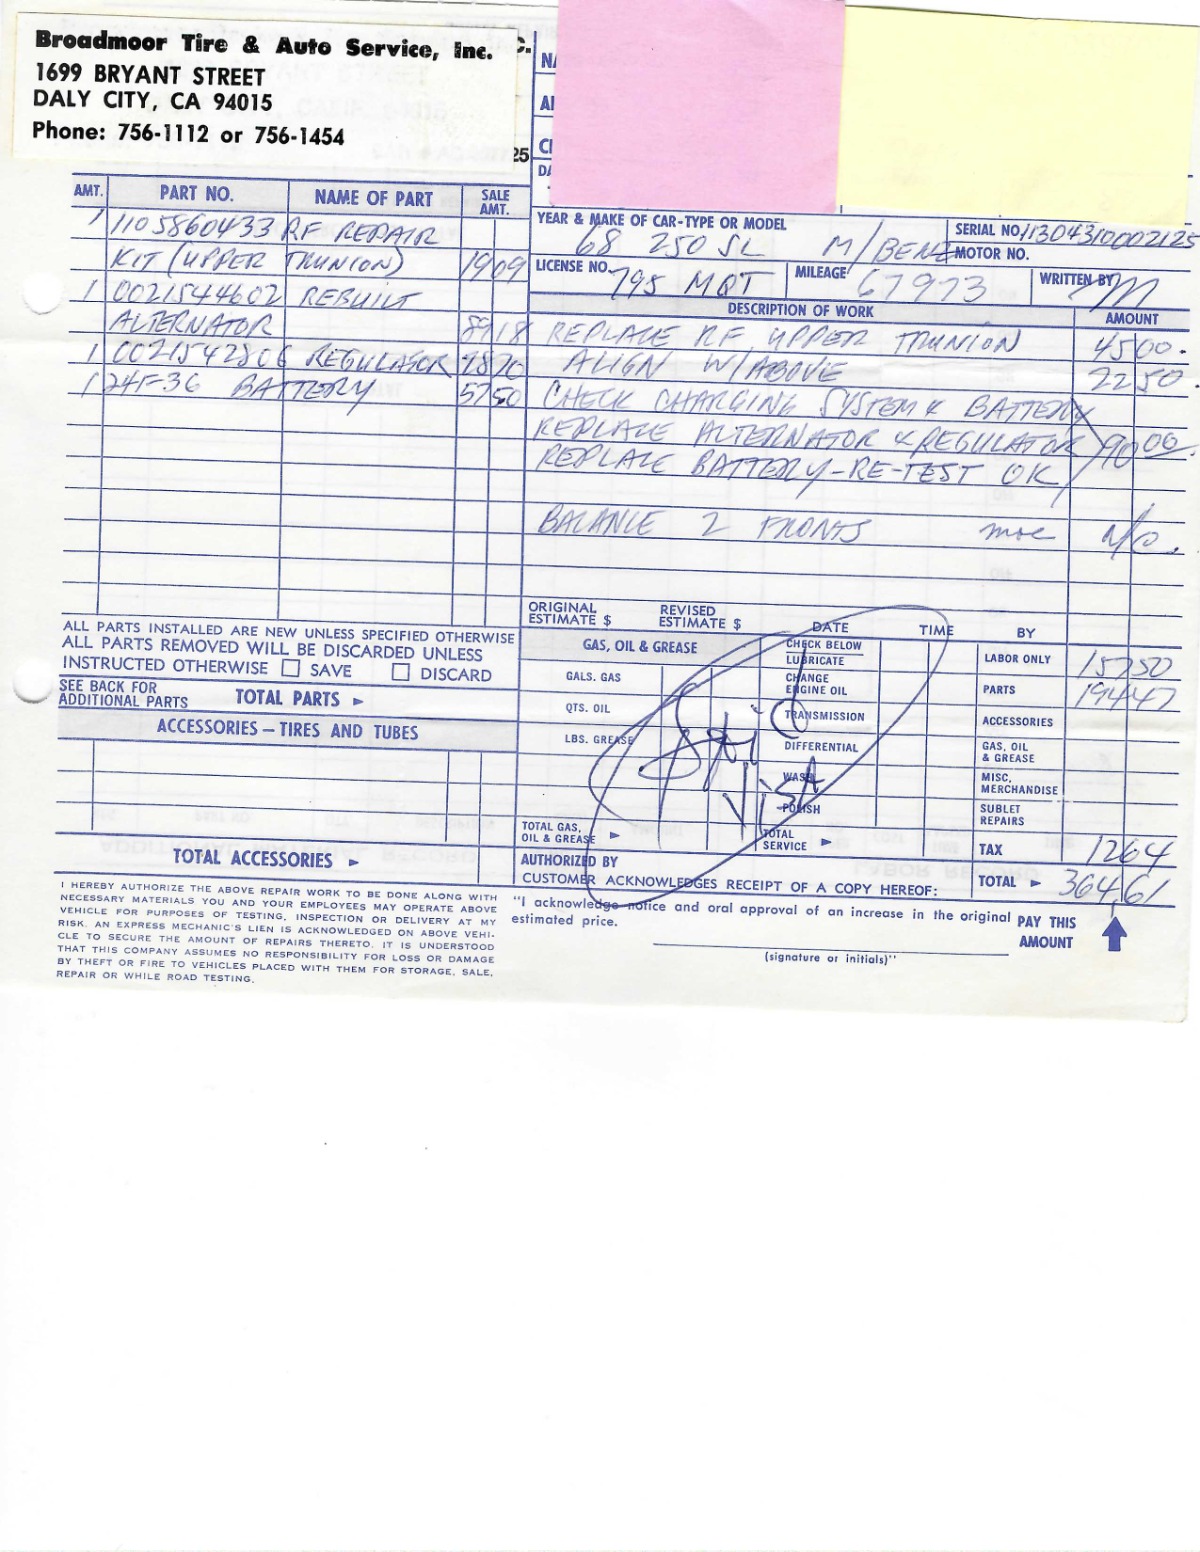 Broadmoor Tire & Auto Service, Inc.
1699 BRYANT STREET
DALY CITY, CA 94015
Phone: 756-1112 or 756-1454
C.
25
NA
AD
CI
DA
AMT. PART NO. NAME OF PART SALE AMT.
1 1105860433 RF REPAIR
KIT (UPPER TRUNION) 19 09
1 0021544602 REBUILT
ALTERNATOR 89 18
1 0021542806 REGULATOR 28 70
1 24F-36 BATTERY 57 50
YEAR & MAKE OF CAR-TYPE OR MODEL
68 250 SL M/BENZ
SERIAL NO. 11304310002125
MOTOR NO.
LICENSE NO. 795 MQT MILEAGE 67973 WRITTEN BY
DESCRIPTION OF WORK AMOUNT
REPLACE RF UPPER TRUNION 45 00
ALIGN W/ABOVE 22 50
CHECK CHARGING SYSTEM & BATTERY
REPLACE ALTERNATOR & REGULATOR 90 00
REPLACE BATTERY-RE-TEST OK
BALANCE 2 FRONTS N/C
ALL PARTS INSTALLED ARE NEW UNLESS SPECIFIED OTHERWISE
ALL PARTS REMOVED WILL BE DISCARDED UNLESS
INSTRUCTED OTHERWISE SAVE DISCARD
SEE BACK FOR ADDITIONAL PARTS TOTAL PARTS ►
ACCESSORIES — TIRES AND TUBES
TOTAL ACCESSORIES ►
ORIGINAL ESTIMATE $ REVISED ESTIMATE $ DATE TIME BY
GAS, OIL & GREASE
GALS. GAS
QTS. OIL
LBS. GREASE
TOTAL GAS, OIL & GREASE ►
CHECK BELOW
LUBRICATE
CHANGE ENGINE OIL
TRANSMISSION
DIFFERENTIAL
WASH
POLISH
TOTAL SERVICE ►
Paid
Visa
LABOR ONLY 157 50
PARTS 194 47
ACCESSORIES
GAS, OIL & GREASE
MISC. MERCHANDISE
SUBLET REPAIRS
TAX 12 64
TOTAL ► 364.61
AUTHORIZED BY
CUSTOMER ACKNOWLEDGES RECEIPT OF A COPY HEREOF:
I HEREBY AUTHORIZE THE ABOVE REPAIR WORK TO BE DONE ALONG WITH
NECESSARY MATERIALS YOU AND YOUR EMPLOYEES MAY OPERATE ABOVE
VEHICLE FOR PURPOSES OF TESTING, INSPECTION OR DELIVERY AT MY
RISK. AN EXPRESS MECHANIC'S LIEN IS ACKNOWLEDGED ON ABOVE VEHI-
CLE TO SECURE THE AMOUNT OF REPAIRS THERETO. IT IS UNDERSTOOD
THAT THIS COMPANY ASSUMES NO RESPONSIBILITY FOR LOSS OR DAMAGE
BY THEFT OR FIRE TO VEHICLES PLACED WITH THEM FOR STORAGE, SALE,
REPAIR OR WHILE ROAD TESTING.
"I acknowledge notice and oral approval of an increase in the original
estimated price.
(signature or initials)"
PAY THIS
AMOUNT